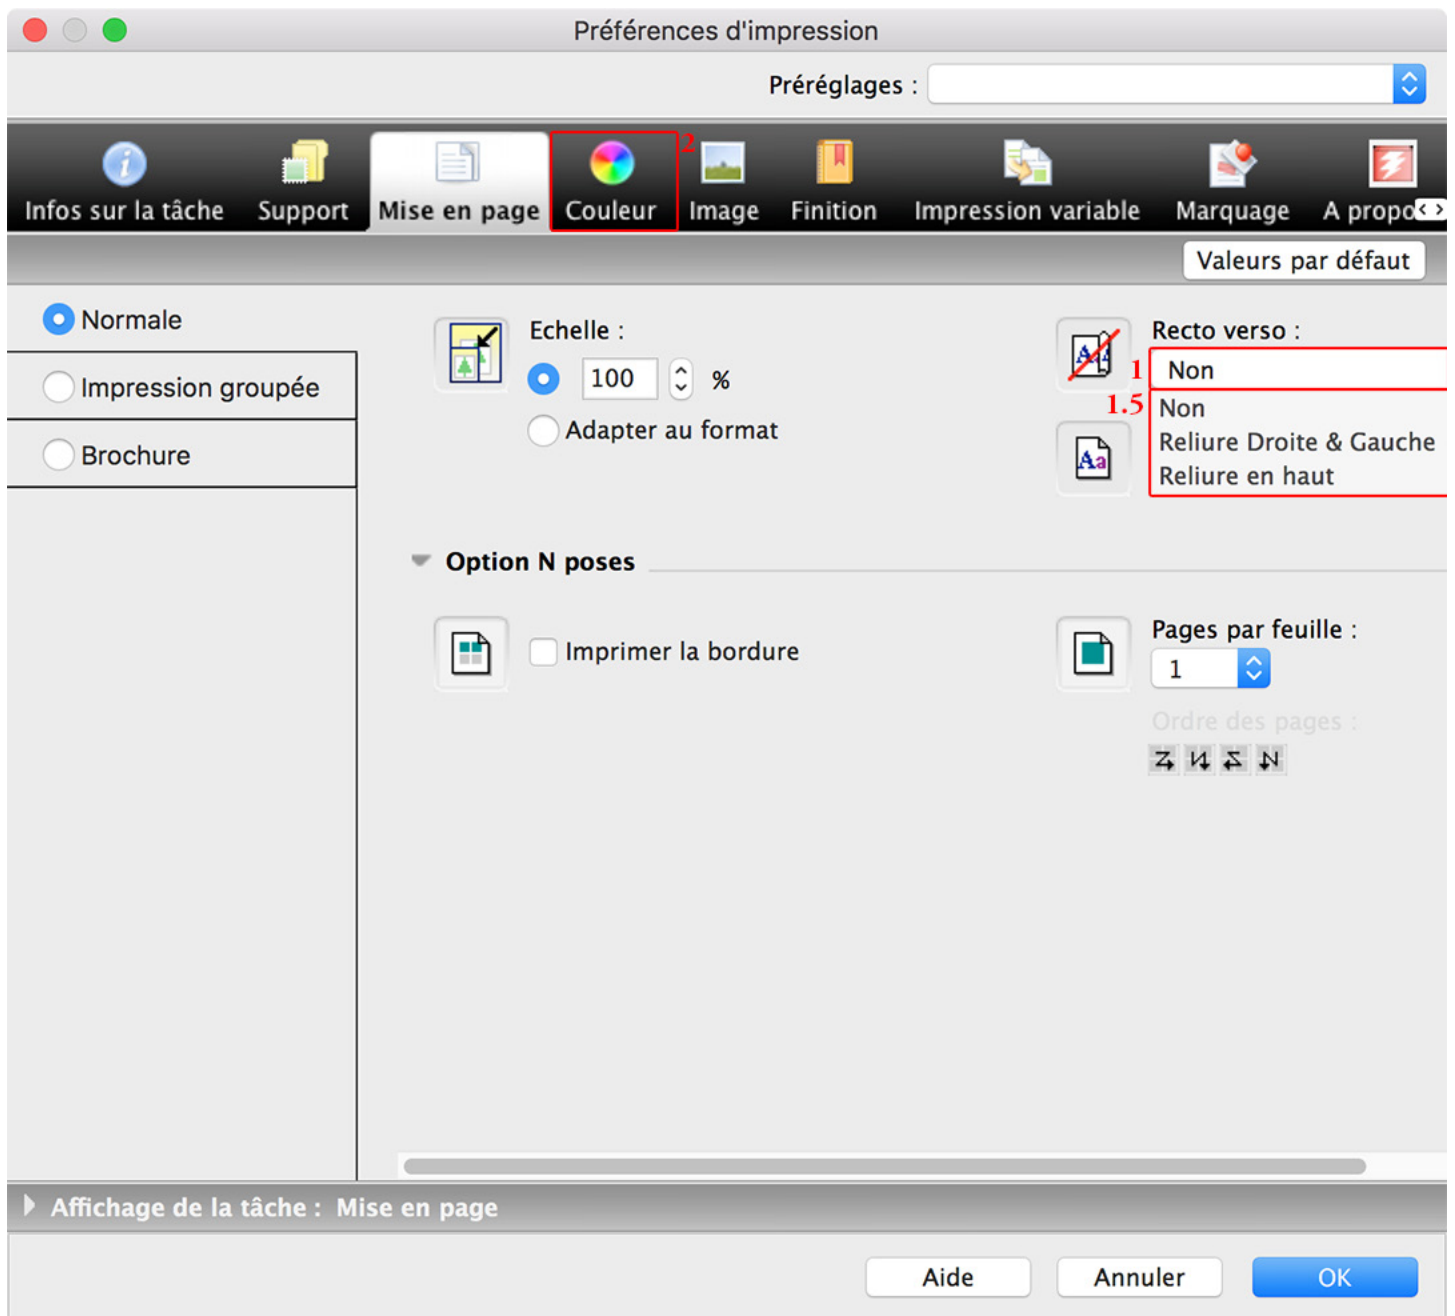 Préférences d'impression
Préréglages :
2
Infos sur la tâche Support Mise en page Couleur Image Finition Impression variable Marquage A propo
Valeurs par défaut
Normale
Impression groupée
Brochure
Echelle :
100 %
Adapter au format
Recto verso :
1 Non
1.5 Non
Reliure Droite & Gauche
Reliure en haut
Option N poses
Imprimer la bordure
Pages par feuille :
1
Ordre des pages :
Affichage de la tâche : Mise en page
Aide Annuler OK